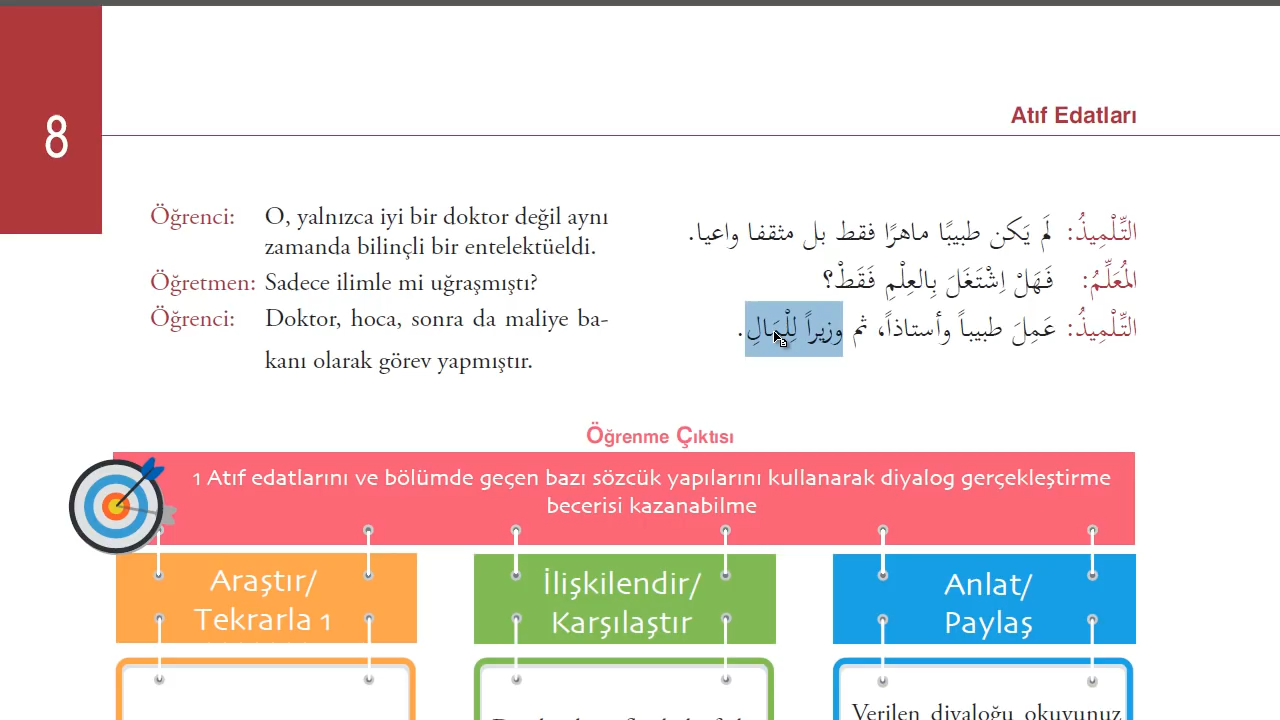 8
Atıf Edatları
Öğrenci: O, yalnızca iyi bir doktor değil aynı
zamanda bilinçli bir entelektüeldi.
Öğretmen: Sadece ilimle mi uğraşmıştı?
Öğrenci: Doktor, hoca, sonra da maliye ba-
kanı olarak görev yapmıştır.
التِّلْمِيذُ: لَم يَكن طبيبًا ماهرًا فقط بل مثقفا واعيا.
المُعَلِّمُ: فَهَلْ اِشْتَغَلَ بِالعِلْمِ فَقَطْ؟
التِّلْمِيذُ: عَمِلَ طبيباً وأستاذاً، ثم وزيراً لِلْمَالِ.
Öğrenme Çıktısı
1 Atıf edatlarını ve bölümde geçen bazı sözcük yapılarını kullanarak diyalog gerçekleştirme
becerisi kazanabilme
Araştır/
Tekrarla 1
İlişkilendir/
Karşılaştır
Anlat/
Paylaş
Verilen diyaloğu okuyunuz